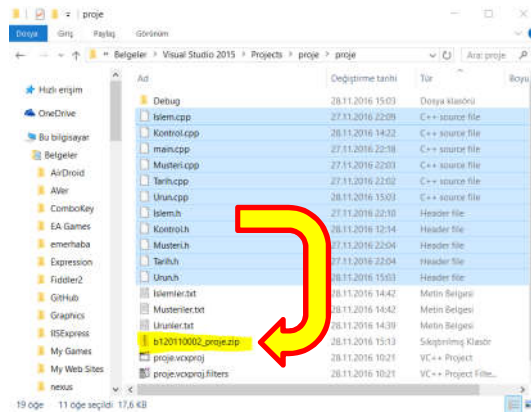 proje
Dosya Giriş Paylaş Görünüm
« Belgeler > Visual Studio 2015 > Projects > proje > proje
Ara: proje
Ad Değiştirme tarihi Tür Boyu
Hızlı erişim
OneDrive
Bu bilgisayar
Belgeler
AirDroid
AVer
ComboKey
EA Games
emerhaba
Expression
Fiddler2
GitHub
Graphics
IISExpress
My Games
My Web Sites
nexus
Debug 28.11.2016 15:03 Dosya klasörü
Islem.cpp 27.11.2016 22:09 C++ source file
Kontrol.cpp 28.11.2016 14:22 C++ source file
main.cpp 27.11.2016 22:18 C++ source file
Musteri.cpp 27.11.2016 22:03 C++ source file
Tarih.cpp 27.11.2016 22:02 C++ source file
Urun.cpp 28.11.2016 15:03 C++ source file
Islem.h 27.11.2016 22:10 Header file
Kontrol.h 28.11.2016 12:14 Header file
Musteri.h 27.11.2016 22:04 Header file
Tarih.h 27.11.2016 22:04 Header file
Urun.h 28.11.2016 15:03 Header file
Islemler.txt 28.11.2016 14:42 Metin Belgesi
Musteriler.txt 28.11.2016 14:42 Metin Belgesi
Urunler.txt 28.11.2016 14:39 Metin Belgesi
b120110002_proje.zip 28.11.2016 15:13 Sıkıştırılmış Klasör
proje.vcxproj 28.11.2016 10:21 VC++ Project
proje.vcxproj.filters 28.11.2016 10:21 VC++ Project Filte...
19 öğe 11 öğe seçildi 17,6 KB